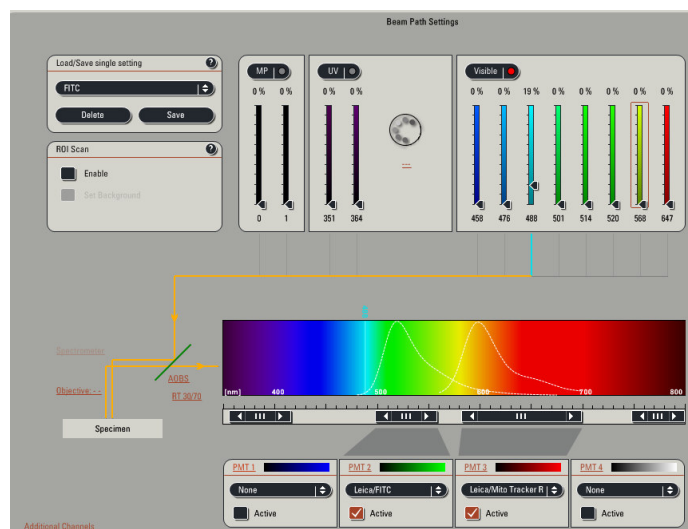 Beam Path Settings
Load/Save single setting ?
FITC
Delete Save
ROI Scan ?
Enable
Set Background
MP UV Visible
0 % 0 % 0 % 0 % 0 % 0 % 19 % 0 % 0 % 0 % 0 % 0 %
---
0 1 351 364 458 476 488 501 514 520 568 647
Spectrometer
Objective: - -
AOBS
RT 30/70
Specimen
[nm] 400 500 600 700 800
PMT 1 PMT 2 PMT 3 PMT 4
None Leica/FITC Leica/Mito Tracker R None
Active Active Active Active
Additional Channels